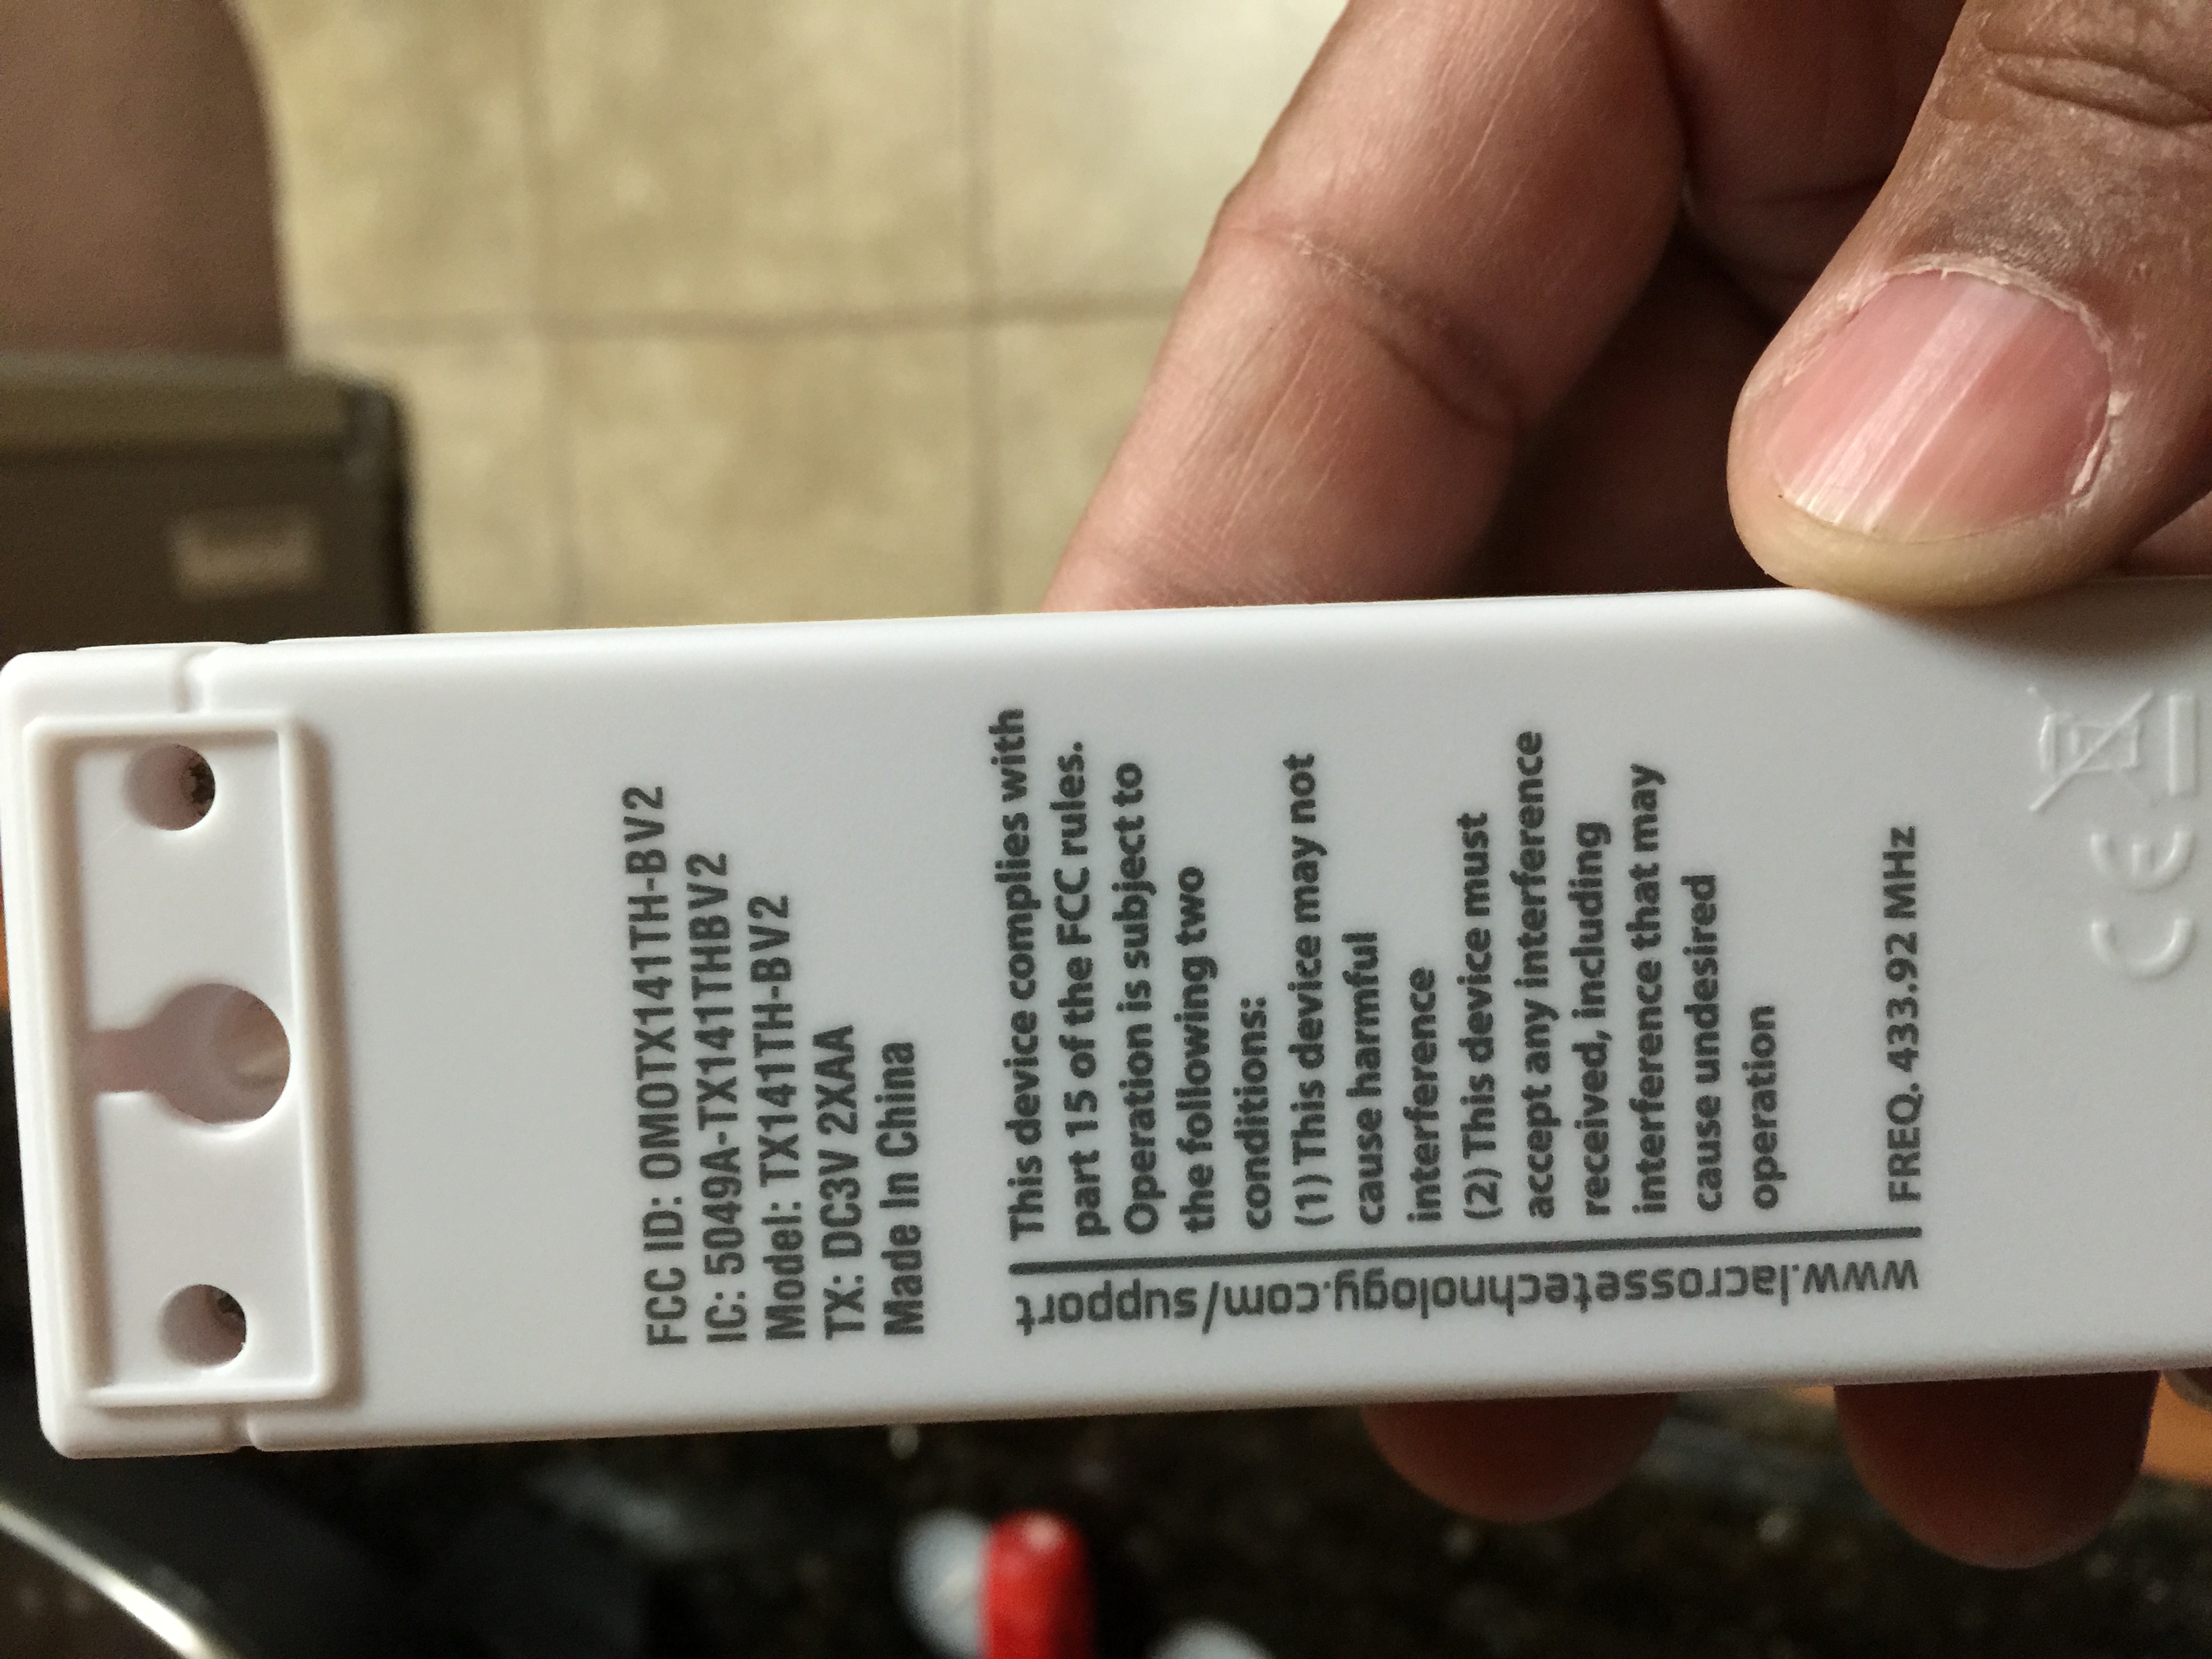 FCC ID: OMOTX141TH-BV2
IC: 5049A-TX141THBV2
Model: TX141TH-BV2
TX: DC3V 2XAA
Made In China
This device complies with
part 15 of the FCC rules.
Operation is subject to
the following two
conditions:
(1) This device may not
cause harmful
interference
(2) This device must
accept any interference
received, including
interference that may
cause undesired
operation
FREQ. 433.92 MHz
www.lacrossetechnology.com/support
CE